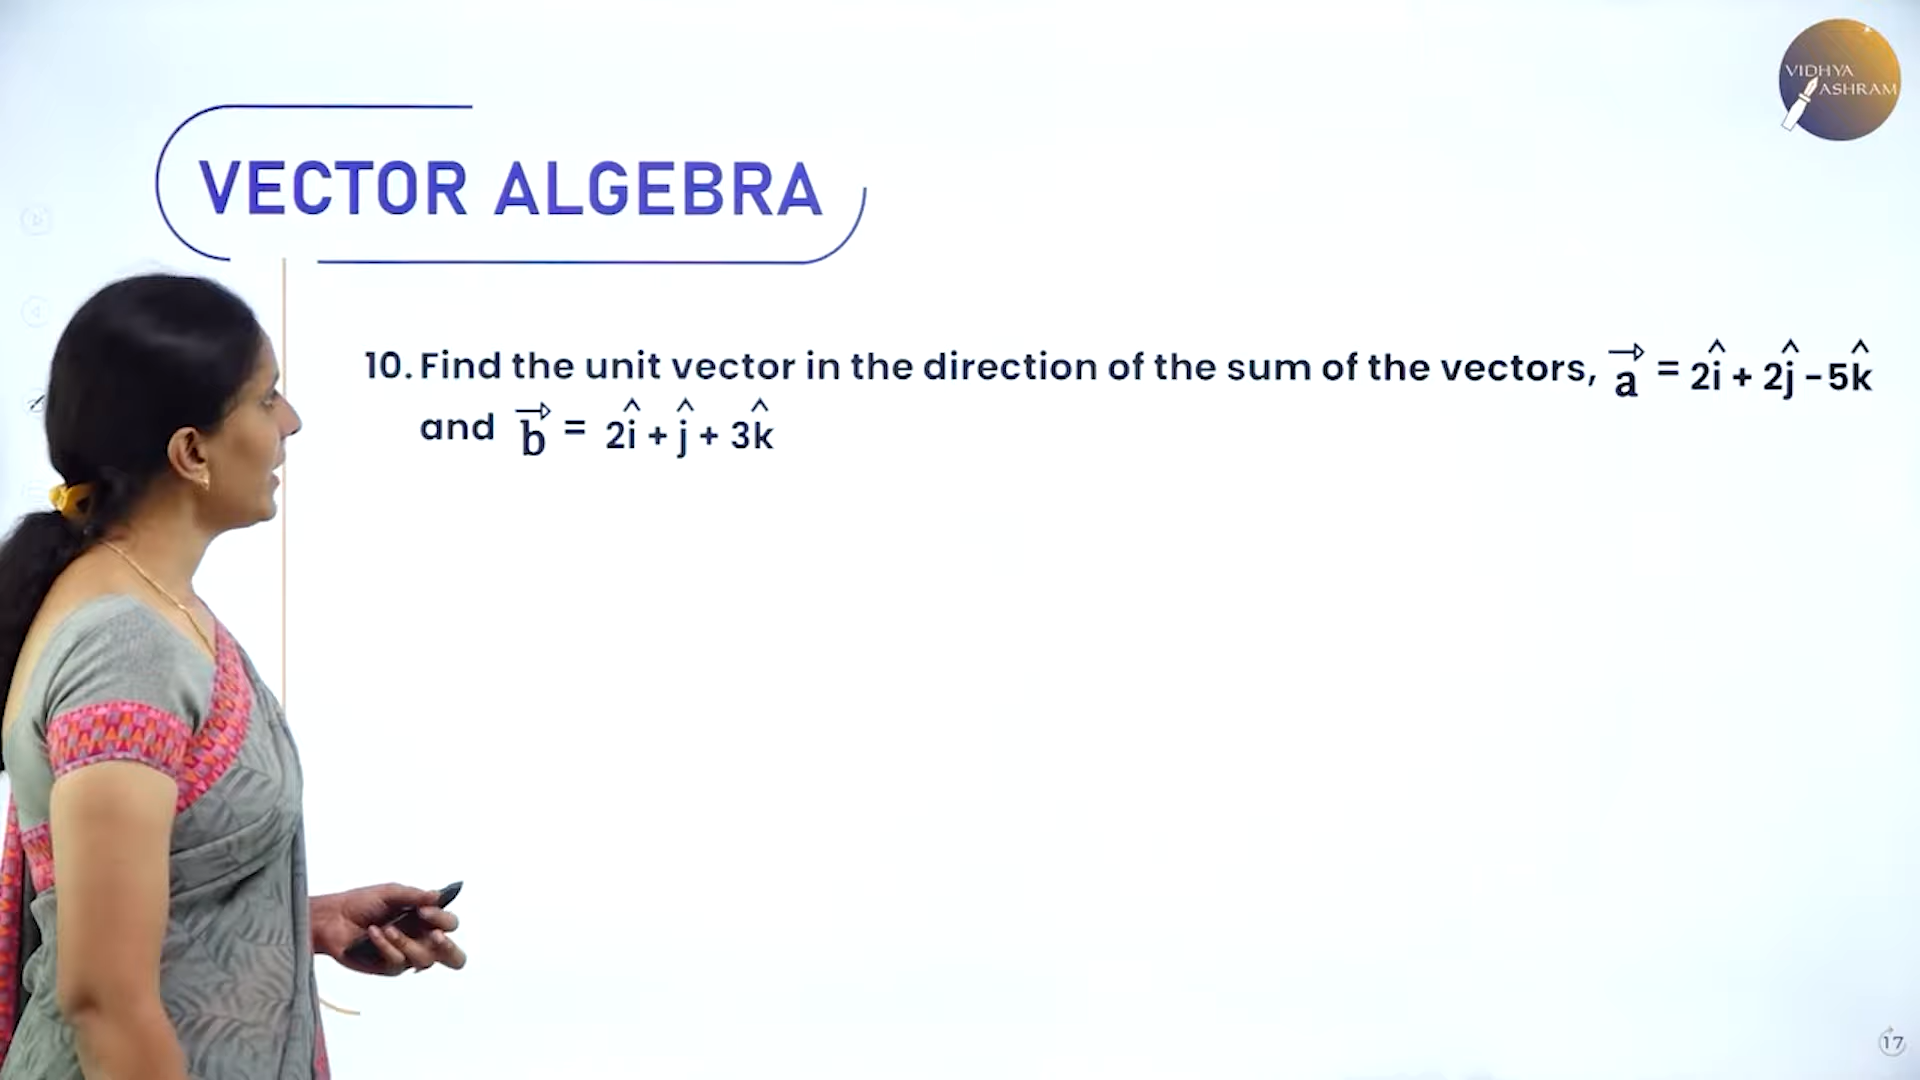 VIDHYA
ASHRAM
VECTOR ALGEBRA
10. Find the unit vector in the direction of the sum of the vectors, a⃗ = 2î + 2ĵ - 5k̂
and b⃗ = 2î + ĵ + 3k̂
17